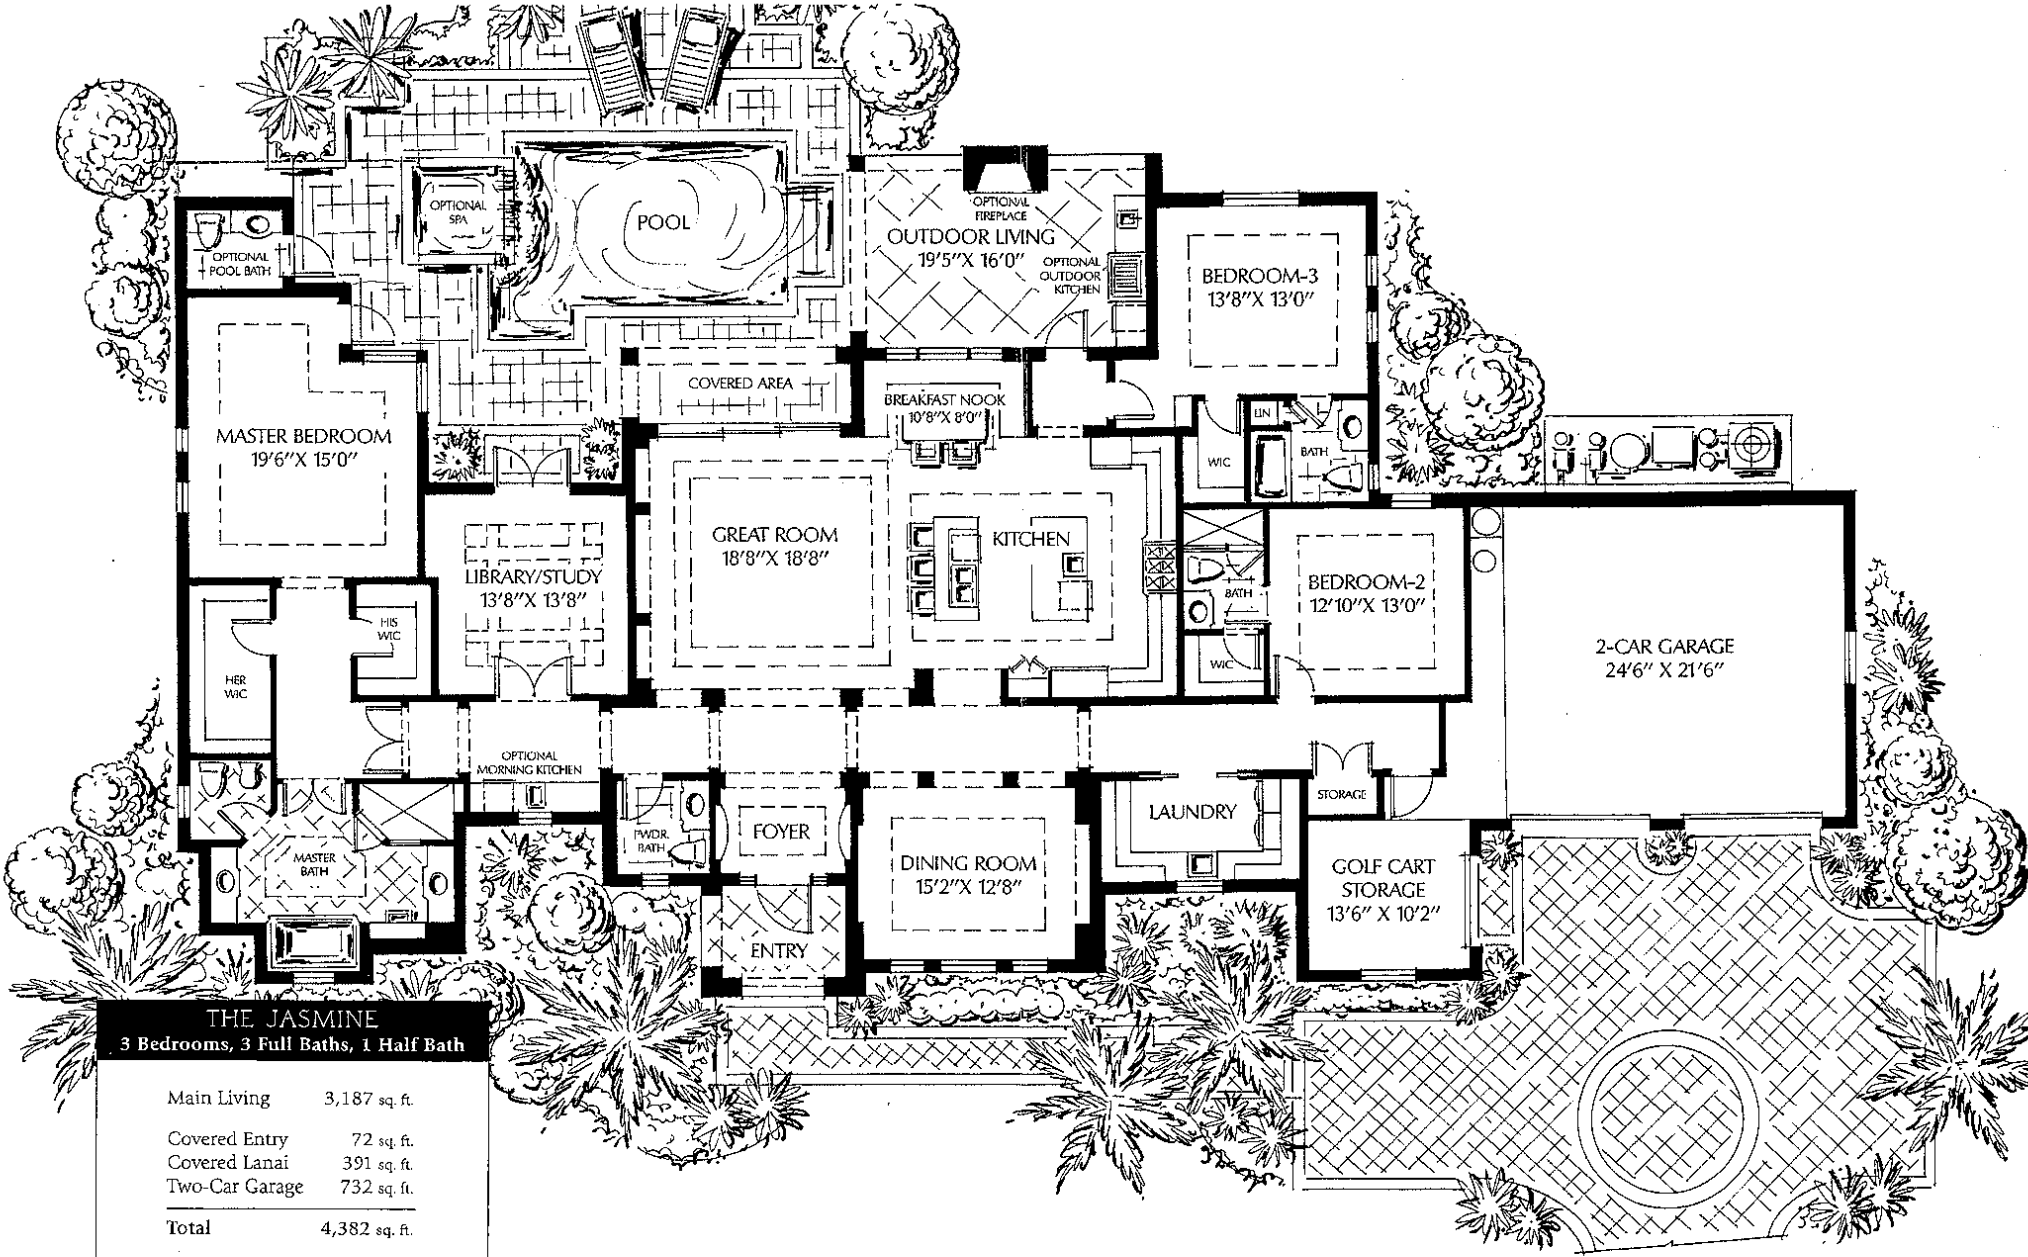 OPTIONAL
SPA
POOL
OPTIONAL
FIREPLACE
OUTDOOR LIVING
19'5"X 16'0"
OPTIONAL
OUTDOOR
KITCHEN
OPTIONAL
POOL BATH
BEDROOM-3
13'8"X 13'0"
COVERED AREA
BREAKFAST NOOK
10'8"X 8'0"
MASTER BEDROOM
19'6"X 15'0"
LIN
WIC
BATH
GREAT ROOM
18'8"X 18'8"
KITCHEN
LIBRARY/STUDY
13'8"X 13'8"
BATH
BEDROOM-2
12'10"X 13'0"
HIS
WIC
HER
WIC
WIC
2-CAR GARAGE
24'6" X 21'6"
OPTIONAL
MORNING KITCHEN
STORAGE
LAUNDRY
PWDR.
BATH
FOYER
MASTER
BATH
DINING ROOM
15'2"X 12'8"
GOLF CART
STORAGE
13'6" X 10'2"
ENTRY
THE JASMINE
3 Bedrooms, 3 Full Baths, 1 Half Bath
Main Living 3,187 sq. ft.
Covered Entry 72 sq. ft.
Covered Lanai 391 sq. ft.
Two-Car Garage 732 sq. ft.
Total 4,382 sq. ft.